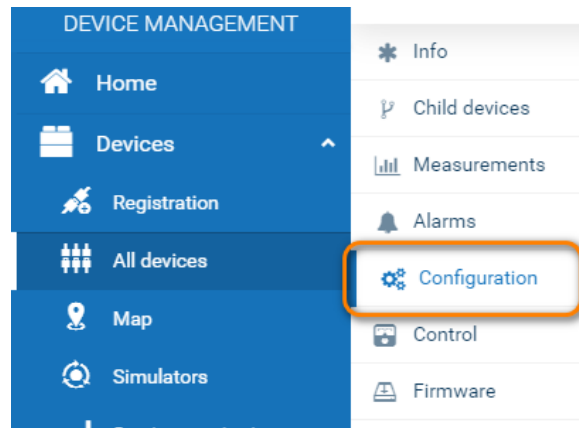 DEVICE MANAGEMENT
Home
Devices
Registration
All devices
Map
Simulators
Info
Child devices
Measurements
Alarms
Configuration
Control
Firmware